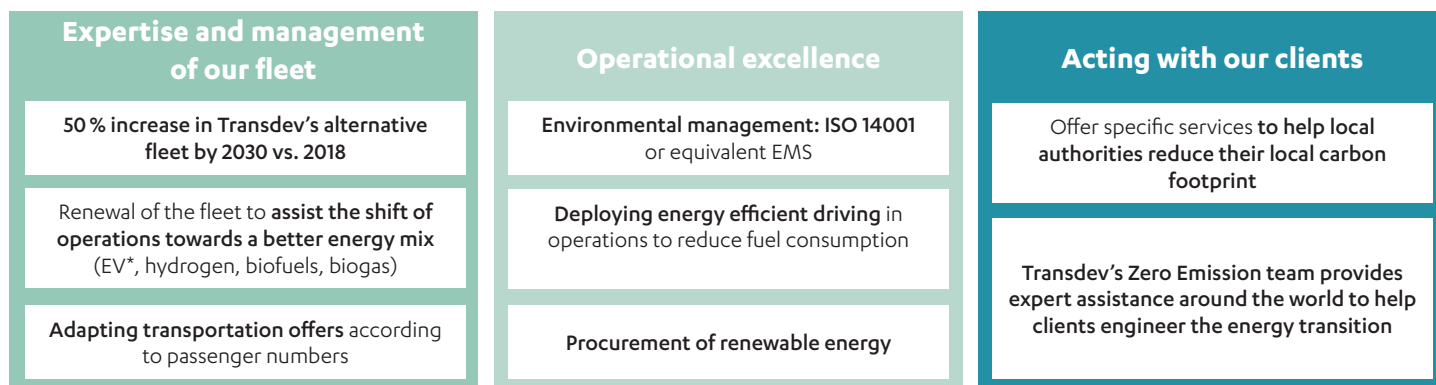 Expertise and management
of our fleet
50 % increase in Transdev’s alternative
fleet by 2030 vs. 2018
Renewal of the fleet to assist the shift of
operations towards a better energy mix
(EV*, hydrogen, biofuels, biogas)
Adapting transportation offers according
to passenger numbers
Operational excellence
Environmental management: ISO 14001
or equivalent EMS
Deploying energy efficient driving in
operations to reduce fuel consumption
Procurement of renewable energy
Acting with our clients
Offer specific services to help local
authorities reduce their local carbon
footprint
Transdev’s Zero Emission team provides
expert assistance around the world to help
clients engineer the energy transition